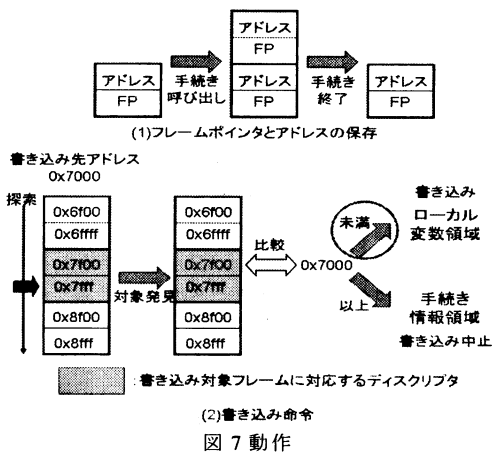 アドレス
FP
手続き
呼び出し
アドレス
FP
アドレス
FP
手続き
終了
アドレス
FP
(1)フレームポインタとアドレスの保存
書き込み先アドレス
0x7000
探索
0x6f00
0x6ffff
0x7f00
0x7fff
0x8f00
0x8fff
対象発見
0x6f00
0x6ffff
0x7f00
0x7fff
0x8f00
0x8fff
比較
0x7000
未満
書き込み
ローカル
変数領域
以上
手続き
情報領域
書き込み中止
:書き込み対象フレームに対応するディスクリプタ
(2)書き込み命令
図7動作